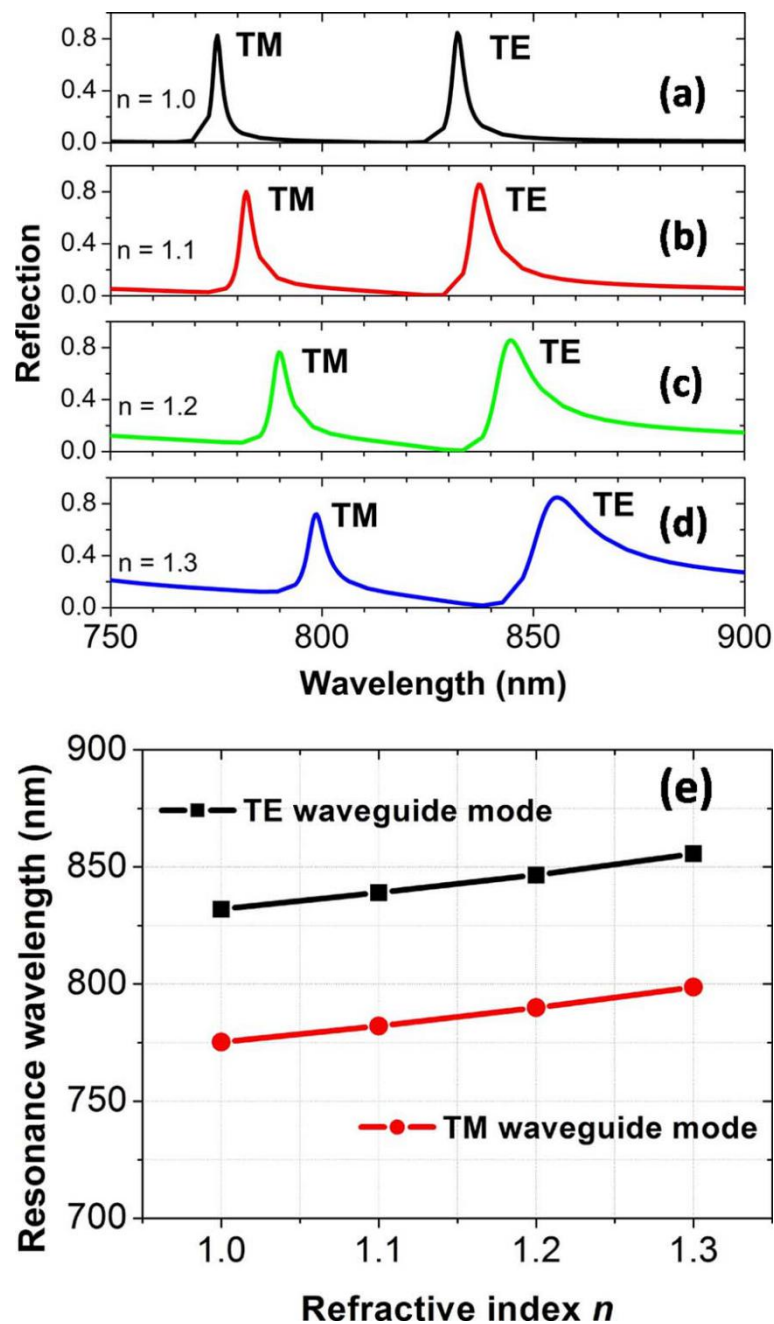 0.8
0.4
0.0
n = 1.0
TM
TE
(a)
0.8
0.4
0.0
n = 1.1
TM
TE
(b)
Reflection
0.8
0.4
0.0
n = 1.2
TM
TE
(c)
0.8
0.4
0.0
n = 1.3
TM
TE
(d)
750 800 850 900
Wavelength (nm)
900
850
800
750
700
Resonance wavelength (nm)
(e)
TE waveguide mode
TM waveguide mode
1.0 1.1 1.2 1.3
Refractive index n